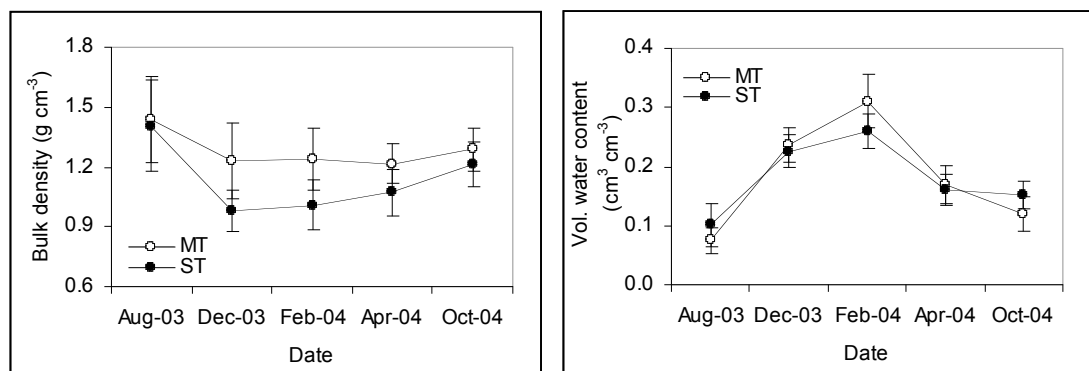 Bulk density (g cm⁻³)
1.8
1.5
1.2
0.9
0.6
MT
ST
Aug-03 Dec-03 Feb-04 Apr-04 Oct-04
Date
Vol. water content
(cm³ cm⁻³)
0.4
0.3
0.2
0.1
0.0
MT
ST
Aug-03 Dec-03 Feb-04 Apr-04 Oct-04
Date